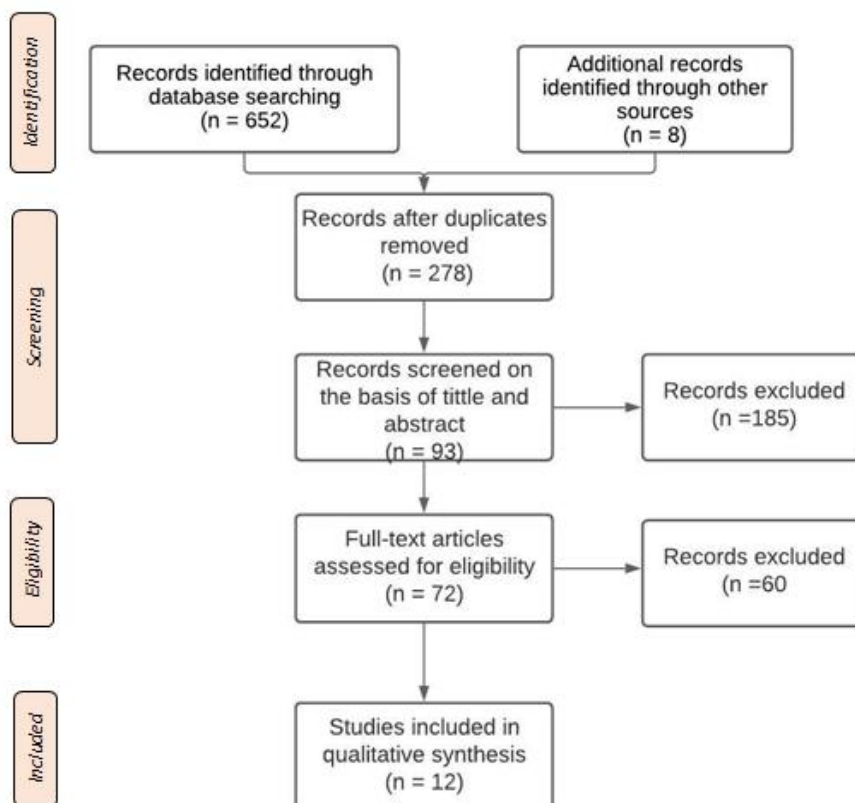 Identification
Records identified through
database searching
(n = 652)
Additional records
identified through other
sources
(n = 8)
Screening
Records after duplicates
removed
(n = 278)
Records screened on
the basis of tittle and
abstract
(n = 93)
Records excluded
(n =185)
Eligibility
Full-text articles
assessed for eligibility
(n = 72)
Records excluded
(n =60
Included
Studies included in
qualitative synthesis
(n = 12)